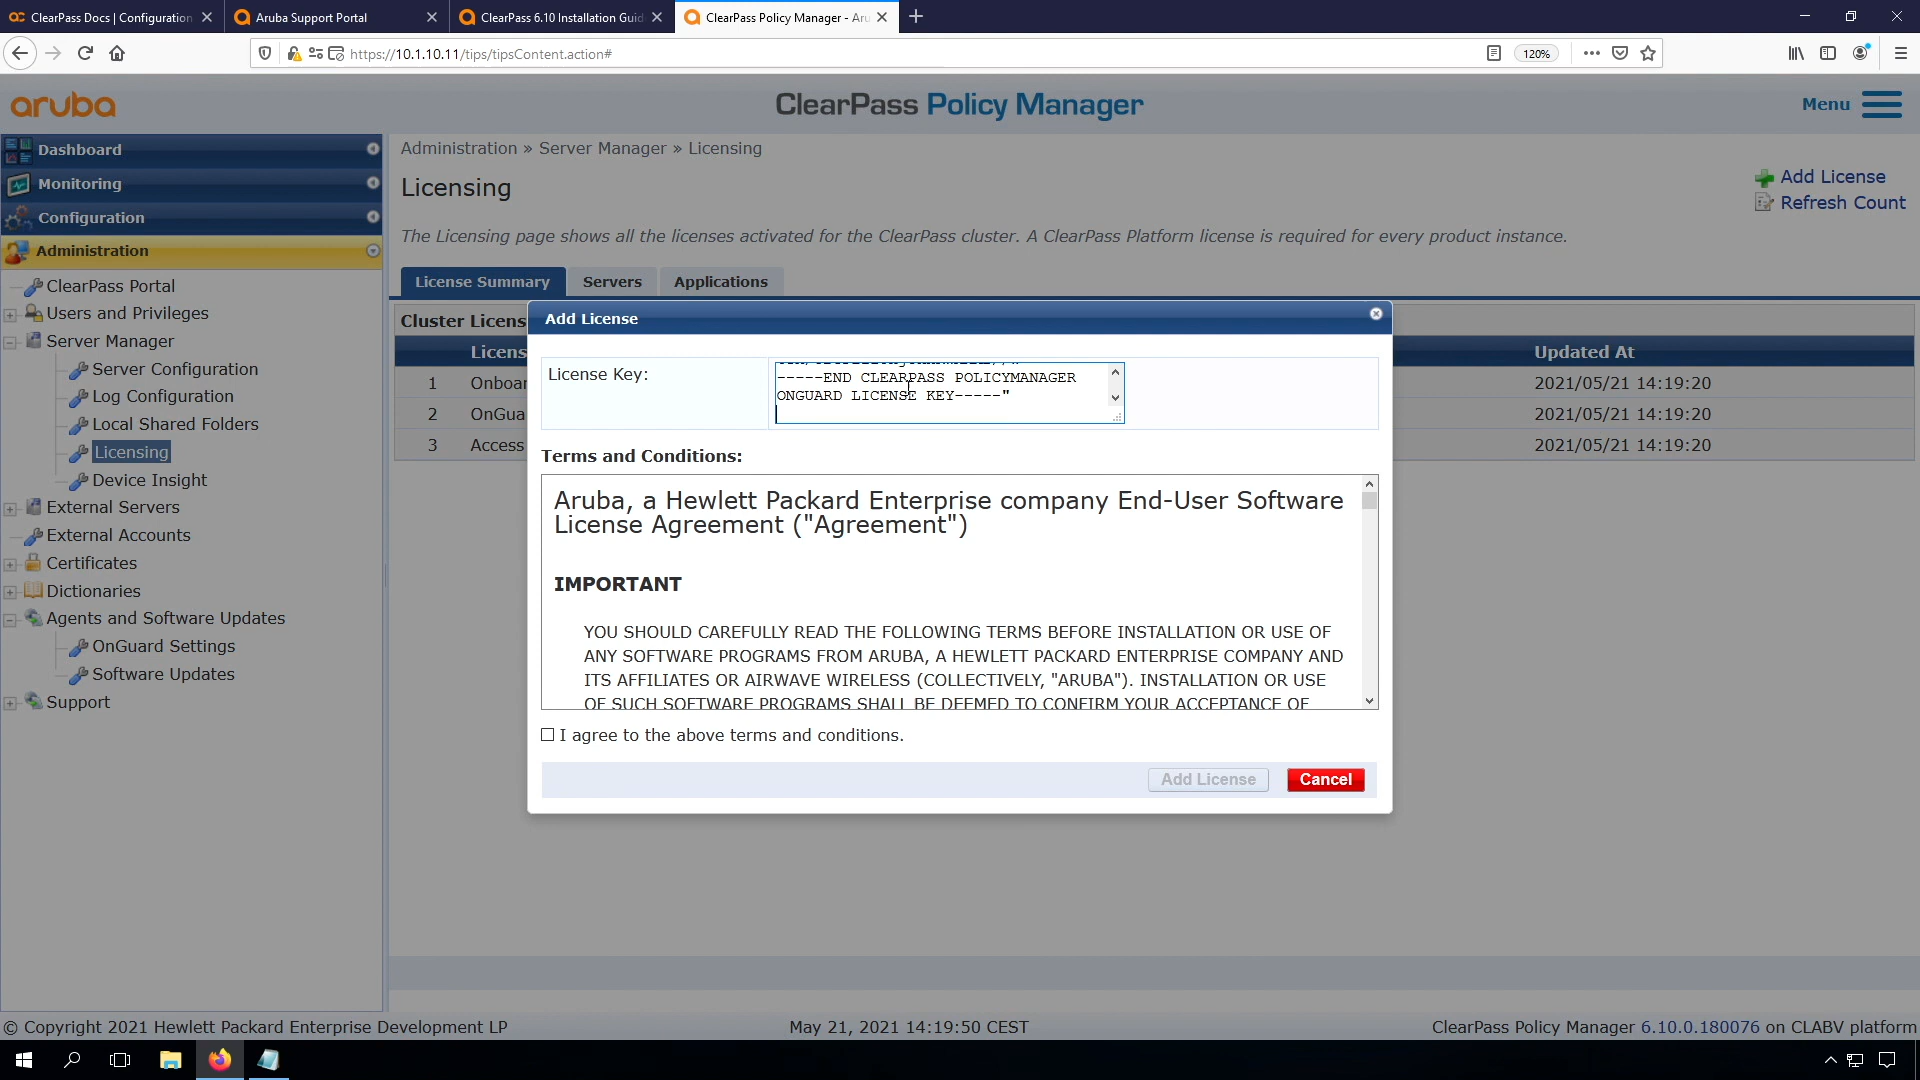 ClearPass Docs | Configuration
Aruba Support Portal
ClearPass 6.10 Installation Guid
ClearPass Policy Manager - Aru
https://10.1.10.11/tips/tipsContent.action#
120%
aruba
ClearPass Policy Manager
Menu
Dashboard
Monitoring
Configuration
Administration
ClearPass Portal
Users and Privileges
Server Manager
Server Configuration
Log Configuration
Local Shared Folders
Licensing
Device Insight
External Servers
External Accounts
Certificates
Dictionaries
Agents and Software Updates
OnGuard Settings
Software Updates
Support
Administration » Server Manager » Licensing
Licensing
Add License
Refresh Count
The Licensing page shows all the licenses activated for the ClearPass cluster. A ClearPass Platform license is required for every product instance.
License Summary
Servers
Applications
Cluster Licens
Licens
Updated At
1 Onboar 2021/05/21 14:19:20
2 OnGua 2021/05/21 14:19:20
3 Access 2021/05/21 14:19:20
Add License
License Key:
-----END CLEARPASS POLICYMANAGER
ONGUARD LICENSE KEY-----"
Terms and Conditions:
Aruba, a Hewlett Packard Enterprise company End-User Software
License Agreement ("Agreement")
IMPORTANT
YOU SHOULD CAREFULLY READ THE FOLLOWING TERMS BEFORE INSTALLATION OR USE OF
ANY SOFTWARE PROGRAMS FROM ARUBA, A HEWLETT PACKARD ENTERPRISE COMPANY AND
ITS AFFILIATES OR AIRWAVE WIRELESS (COLLECTIVELY, "ARUBA"). INSTALLATION OR USE
OF SUCH SOFTWARE PROGRAMS SHALL BE DEEMED TO CONFIRM YOUR ACCEPTANCE OF
I agree to the above terms and conditions.
Add License
Cancel
© Copyright 2021 Hewlett Packard Enterprise Development LP
May 21, 2021 14:19:50 CEST
ClearPass Policy Manager 6.10.0.180076 on CLABV platform